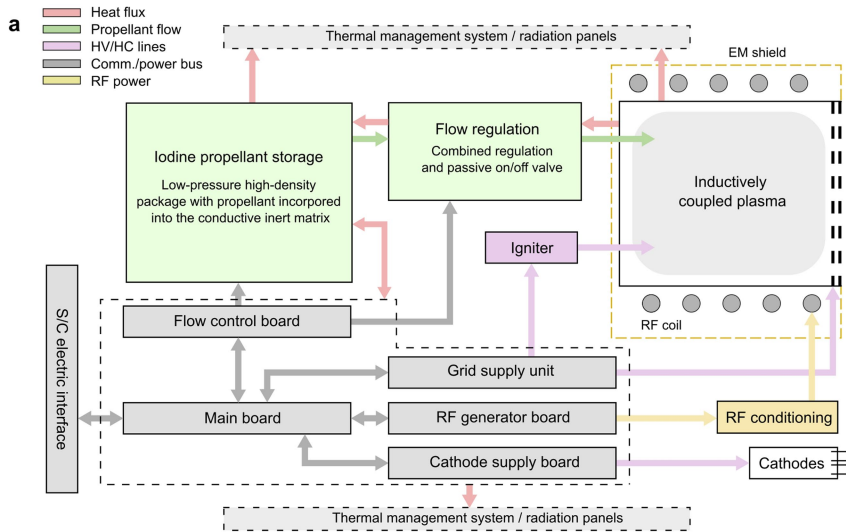 a
Heat flux
Propellant flow
HV/HC lines
Comm./power bus
RF power
Thermal management system / radiation panels
EM shield
Iodine propellant storage
Low-pressure high-density
package with propellant incorpored
into the conductive inert matrix
Flow regulation
Combined regulation
and passive on/off valve
Inductively
coupled plasma
Igniter
RF coil
S/C electric interface
Flow control board
Grid supply unit
Main board
RF generator board
RF conditioning
Cathode supply board
Cathodes
Thermal management system / radiation panels